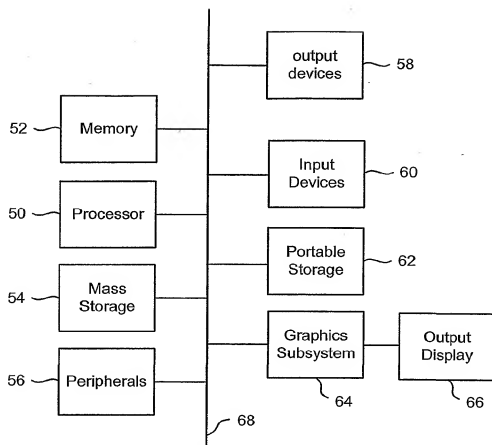 output
devices
58
52
Memory
Input
Devices
60
50
Processor
Portable
Storage
62
54
Mass
Storage
Graphics
Subsystem
Output
Display
56
Peripherals
64
66
68